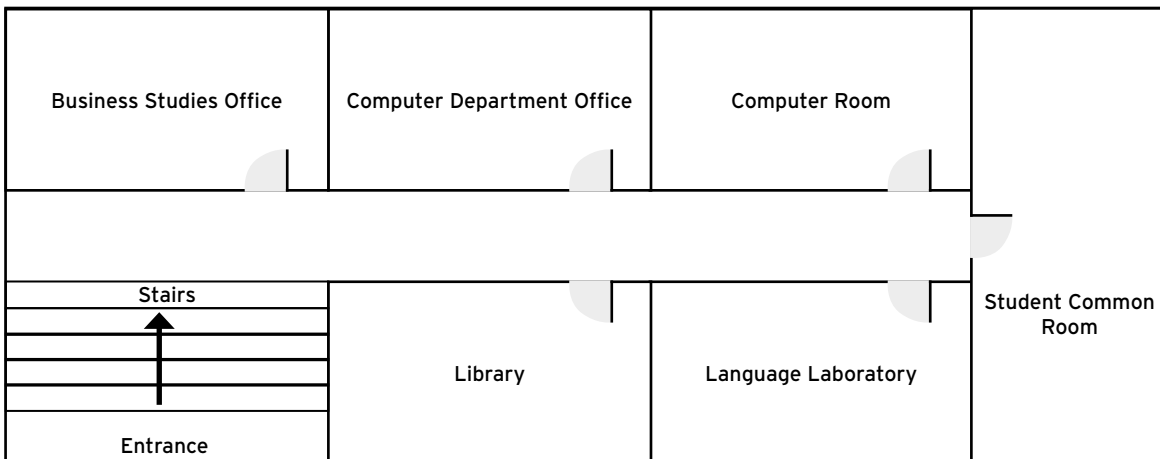 Business Studies Office
Computer Department Office
Computer Room
Stairs
Student Common
Room
Library
Language Laboratory
Entrance